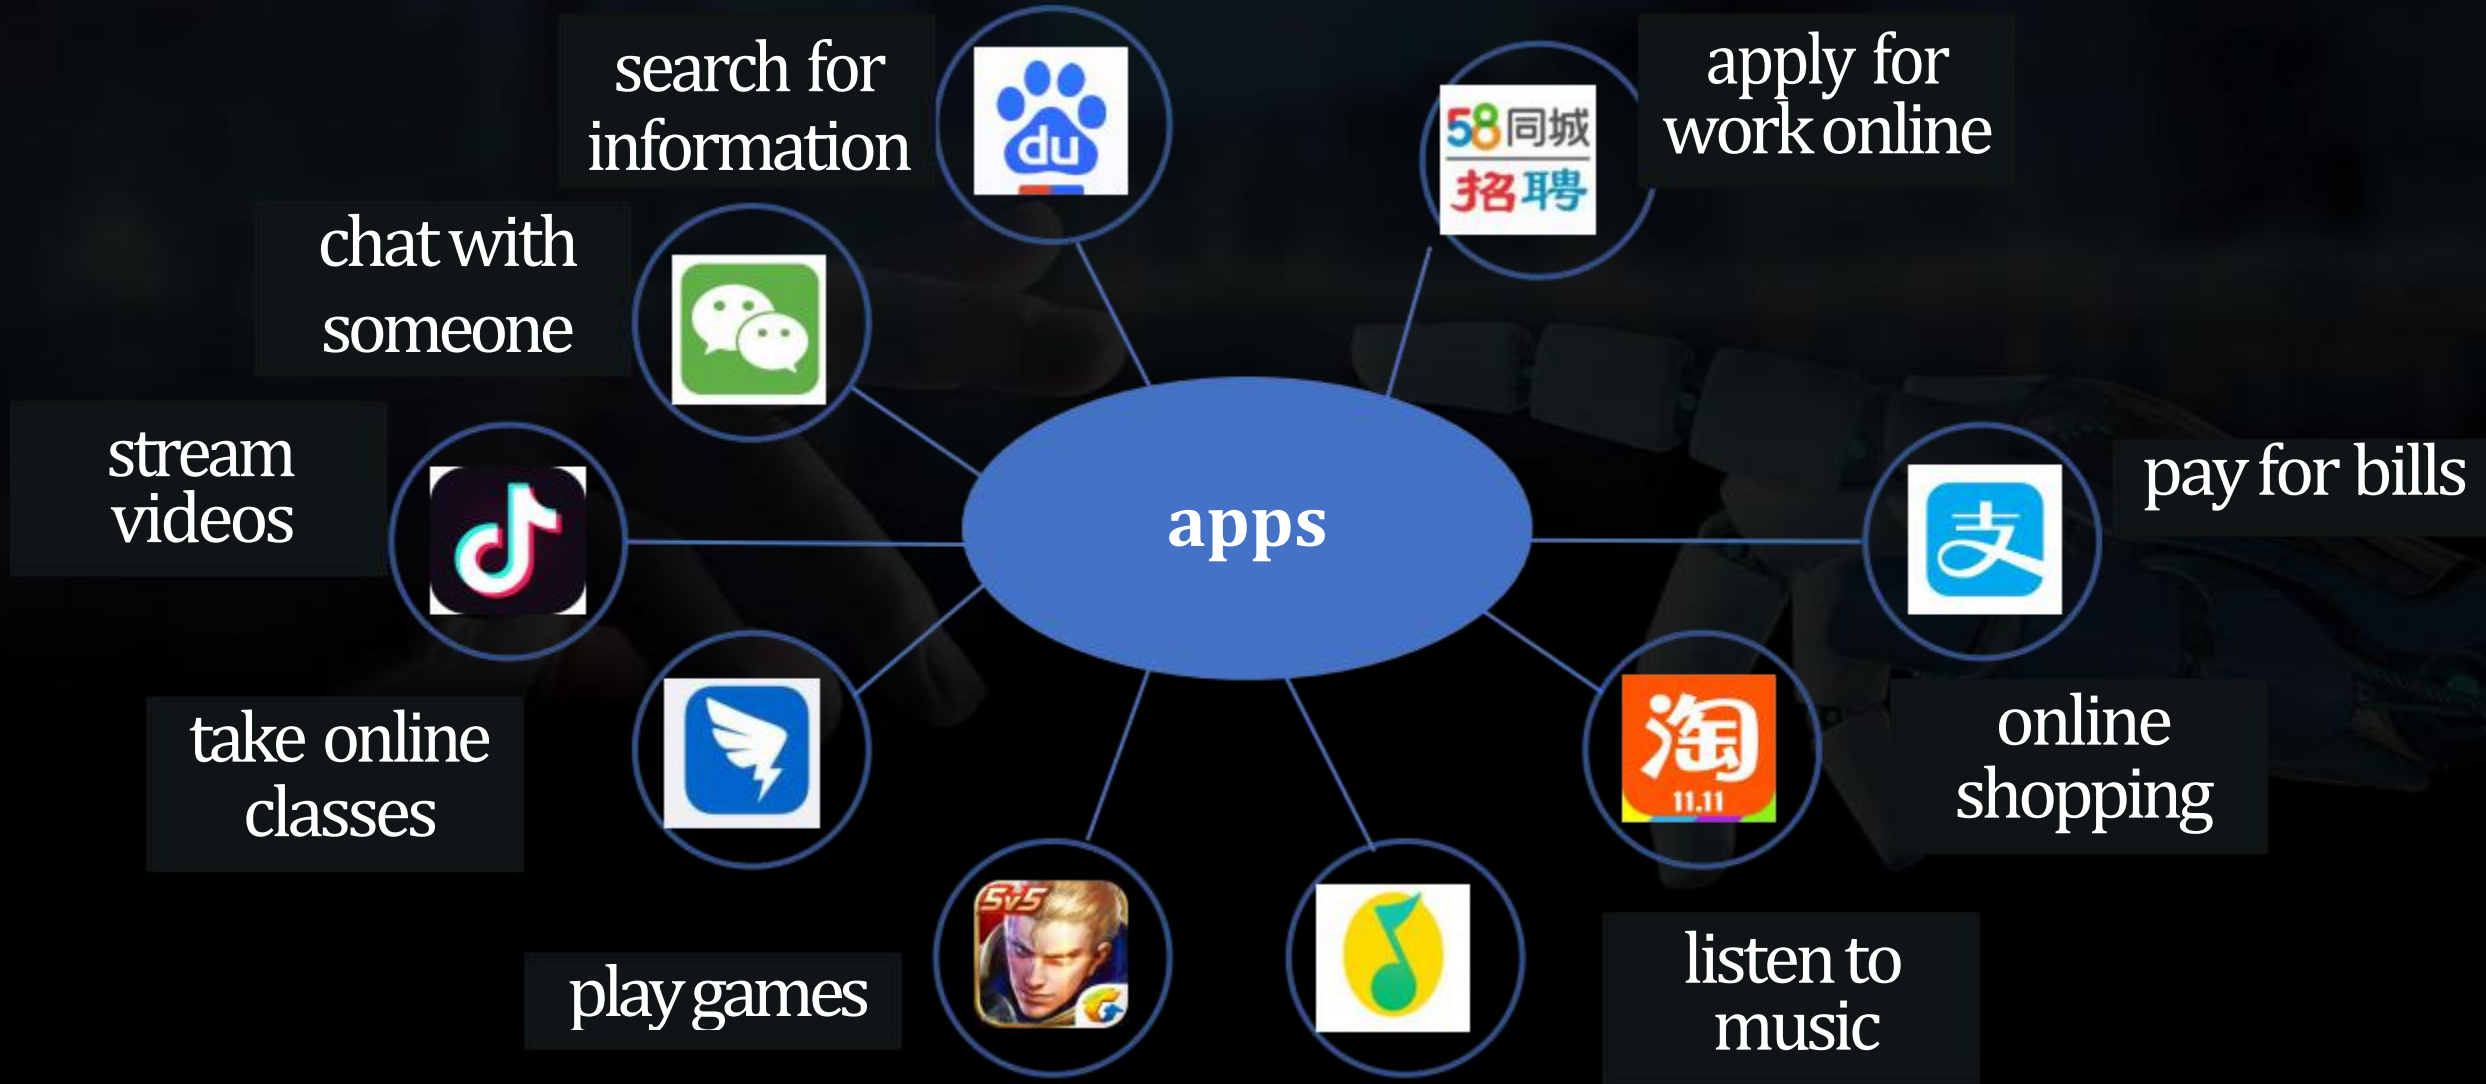 search for
information
du
58同城
招聘
apply for
work online
chat with
someone
stream
videos
apps
支
pay for bills
take online
classes
淘
11.11
online
shopping
5v5
play games
listen to
music